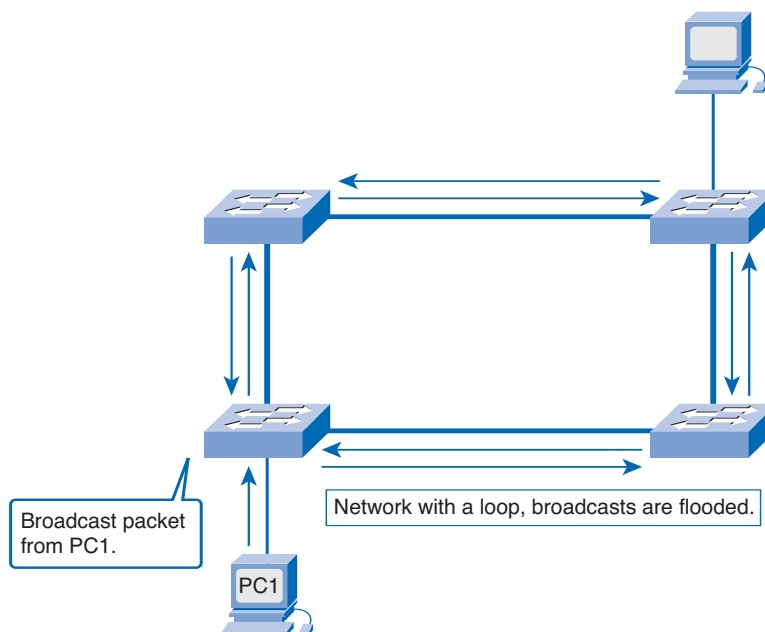 Broadcast packet
from PC1.
Network with a loop, broadcasts are flooded.
PC1